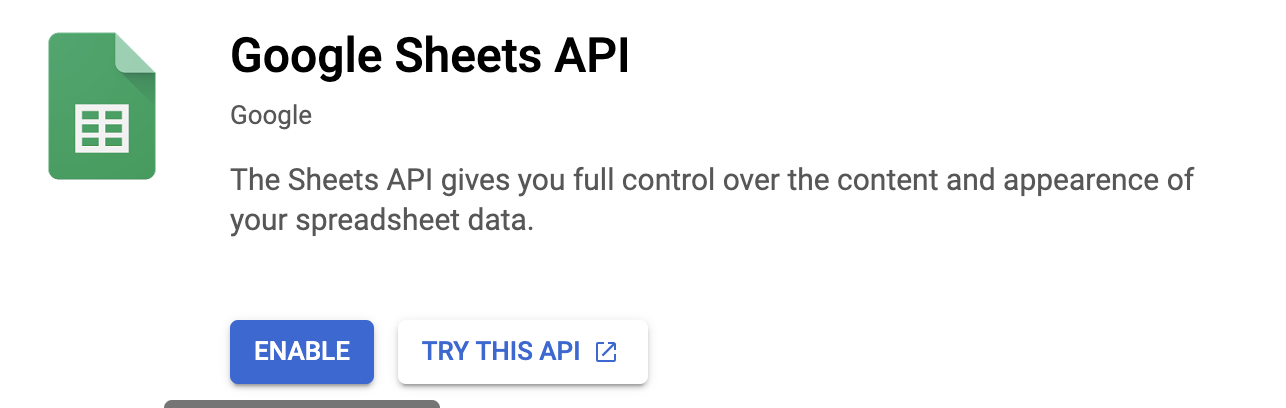 Google Sheets API
Google
The Sheets API gives you full control over the content and appearence of
your spreadsheet data.
ENABLE
TRY THIS API